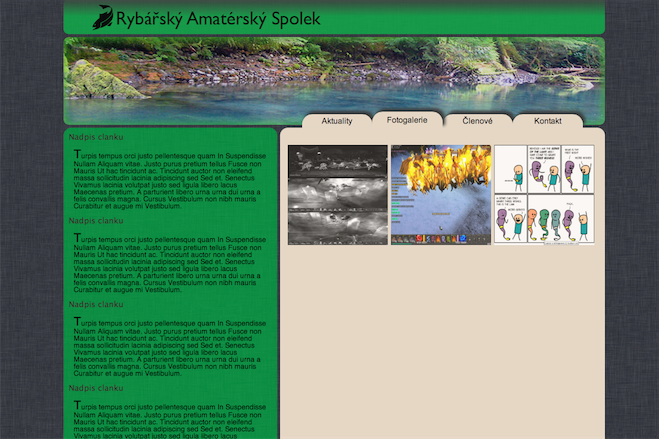 Rybářský Amatérský Spolek
Aktuality
Fotogalerie
Členové
Kontakt
Nadpis clanku
Turpis tempus orci justo pellentesque quam In Suspendisse
Nullam Aliquam vitae. Justo purus pretium tellus Fusce non
Mauris Ut hac tincidunt ac. Tincidunt auctor non eleifend
massa sollicitudin lacinia adipiscing sed Sed et. Senectus
Vivamus lacinia volutpat justo sed ligula libero lacus
Maecenas pretium. A parturient libero urna urna dui urna a
felis convallis magna. Cursus Vestibulum non nibh mauris
Curabitur et augue mi Vestibulum.
Nadpis clanku
Turpis tempus orci justo pellentesque quam In Suspendisse
Nullam Aliquam vitae. Justo purus pretium tellus Fusce non
Mauris Ut hac tincidunt ac. Tincidunt auctor non eleifend
massa sollicitudin lacinia adipiscing sed Sed et. Senectus
Vivamus lacinia volutpat justo sed ligula libero lacus
Maecenas pretium. A parturient libero urna urna dui urna a
felis convallis magna. Cursus Vestibulum non nibh mauris
Curabitur et augue mi Vestibulum.
Nadpis clanku
Turpis tempus orci justo pellentesque quam In Suspendisse
Nullam Aliquam vitae. Justo purus pretium tellus Fusce non
Mauris Ut hac tincidunt ac. Tincidunt auctor non eleifend
massa sollicitudin lacinia adipiscing sed Sed et. Senectus
Vivamus lacinia volutpat justo sed ligula libero lacus
Maecenas pretium. A parturient libero urna urna dui urna a
felis convallis magna. Cursus Vestibulum non nibh mauris
Curabitur et augue mi Vestibulum.
Nadpis clanku
Turpis tempus orci justo pellentesque quam In Suspendisse
Nullam Aliquam vitae. Justo purus pretium tellus Fusce non
Mauris Ut hac tincidunt ac. Tincidunt auctor non eleifend
massa sollicitudin lacinia adipiscing sed Sed et. Senectus